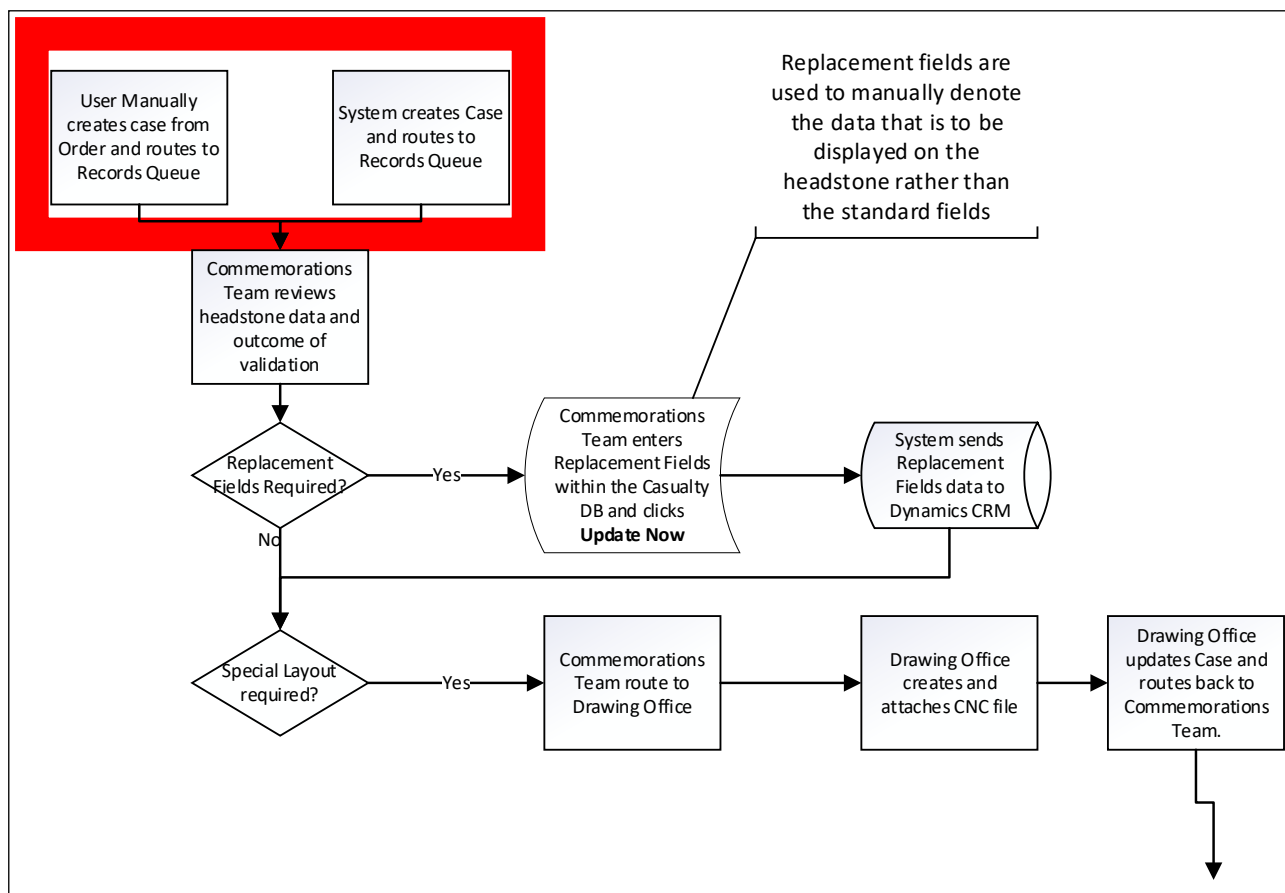 User Manually
creates case from
Order and routes to
Records Queue
System creates Case
and routes to
Records Queue
Replacement fields are
used to manually denote
the data that is to be
displayed on the
headstone rather than
the standard fields
Commemorations
Team reviews
headstone data and
outcome of
validation
Replacement
Fields Required?
Yes
No
Commemorations
Team enters
Replacement Fields
within the Casualty
DB and clicks
Update Now
System sends
Replacement
Fields data to
Dynamics CRM
Special Layout
required?
Yes
Commemorations
Team route to
Drawing Office
Drawing Office
creates and
attaches CNC file
Drawing Office
updates Case and
routes back to
Commemorations
Team.